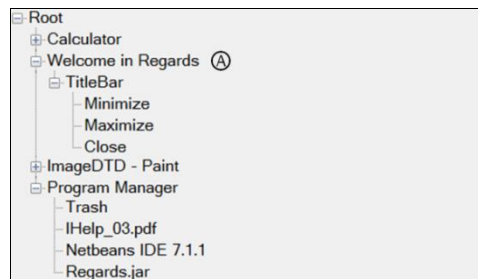 Root
Calculator
Welcome in Regards Ⓐ
TitleBar
Minimize
Maximize
Close
ImageDTD - Paint
Program Manager
Trash
IHelp_03.pdf
Netbeans IDE 7.1.1
Regards.jar